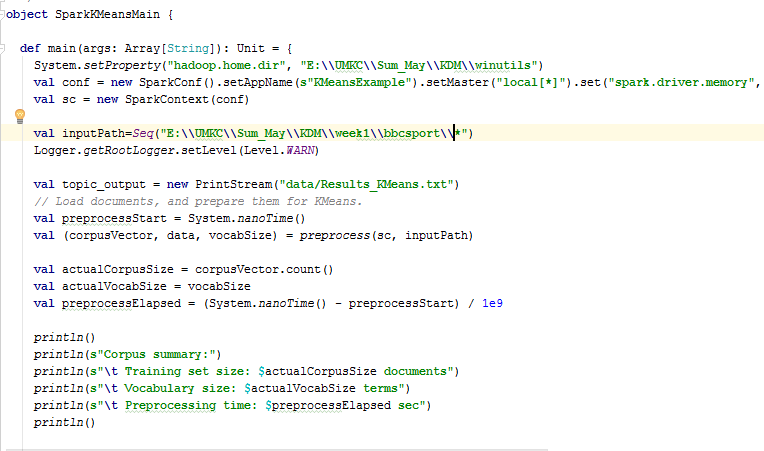 object SparkKMeansMain {
def main(args: Array[String]): Unit = {
System.setProperty("hadoop.home.dir", "E:\\UMKC\\Sum_May\\KDM\\winutils")
val conf = new SparkConf().setAppName(s"KMeansExample").setMaster("local[*]").set("spark.driver.memory",
val sc = new SparkContext(conf)
val inputPath=Seq("E:\\UMKC\\Sum_May\\KDM\\week1\\bbcsport\\*")
Logger.getRootLogger.setLevel(Level.WARN)
val topic_output = new PrintStream("data/Results_KMeans.txt")
// Load documents, and prepare them for KMeans.
val preprocessStart = System.nanoTime()
val (corpusVector, data, vocabSize) = preprocess(sc, inputPath)
val actualCorpusSize = corpusVector.count()
val actualVocabSize = vocabSize
val preprocessElapsed = (System.nanoTime() - preprocessStart) / 1e9
println()
println(s"Corpus summary:")
println(s"\t Training set size: $actualCorpusSize documents")
println(s"\t Vocabulary size: $actualVocabSize terms")
println(s"\t Preprocessing time: $preprocessElapsed sec")
println()